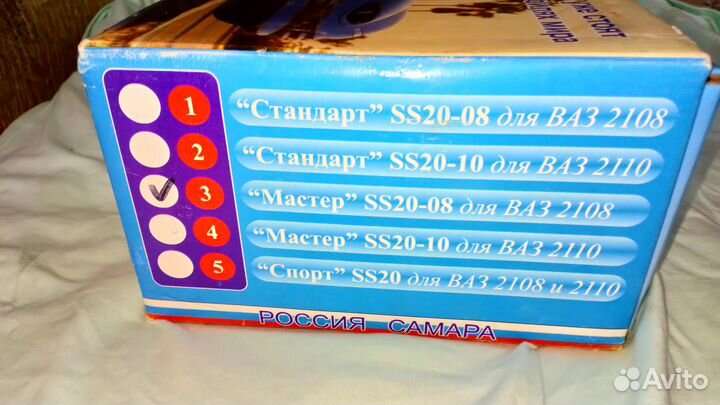 стоят
мира
1 "Стандарт" SS20-08 для ВАЗ 2108
2 "Стандарт" SS20-10 для ВАЗ 2110
3 "Мастер" SS20-08 для ВАЗ 2108
4 "Мастер" SS20-10 для ВАЗ 2110
5 "Спорт" SS20 для ВАЗ 2108 и 2110
РОССИЯ САМАРА
Avito